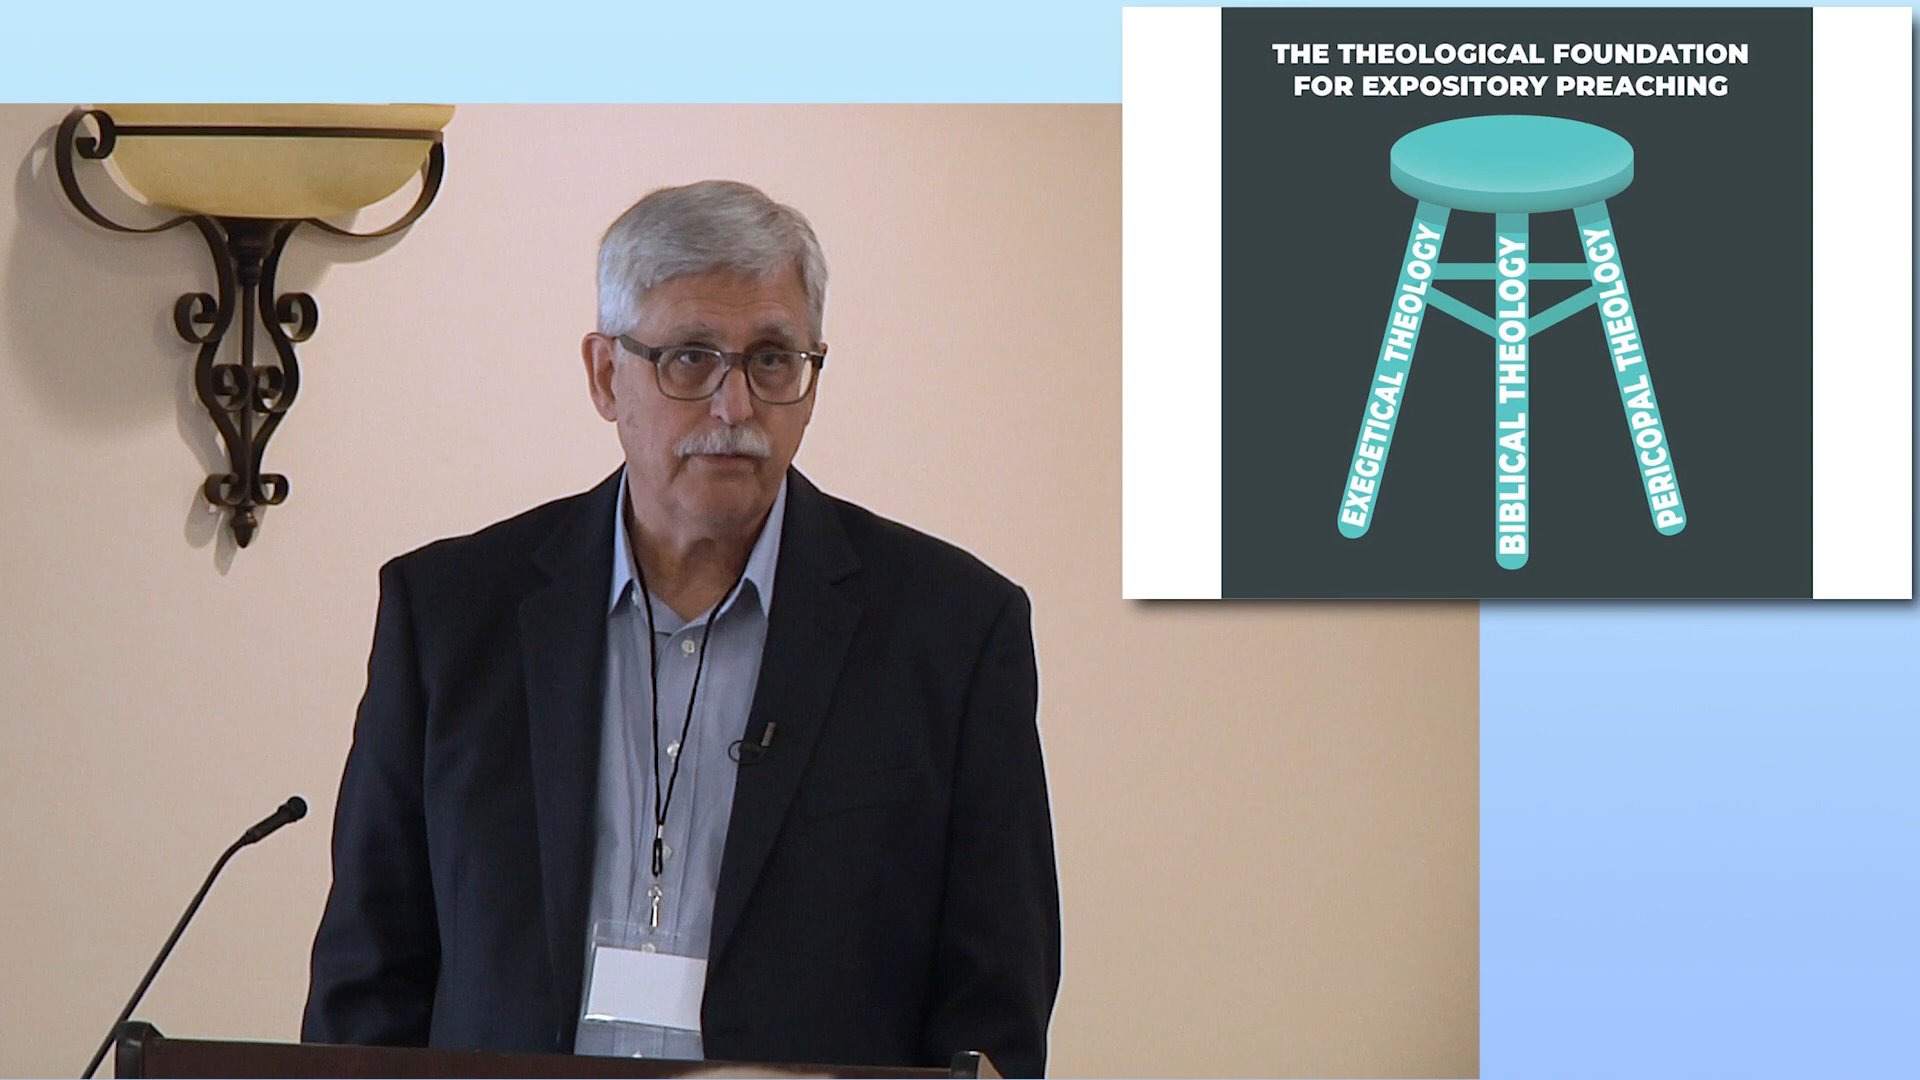 THE THEOLOGICAL FOUNDATION
FOR EXPOSITORY PREACHING
EXEGETICAL THEOLOGY
BIBLICAL THEOLOGY
PERICOPAL THEOLOGY